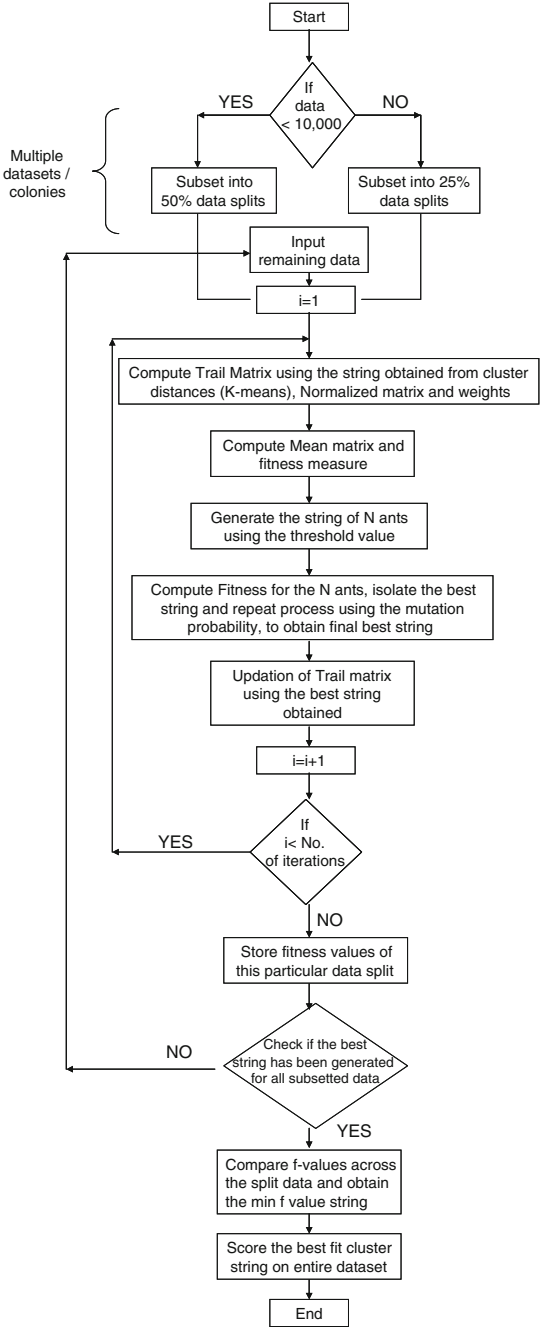 Start
If
data
< 10,000
YES
NO
Multiple
datasets /
colonies
Subset into
50% data splits
Subset into 25%
data splits
Input
remaining data
i=1
Compute Trail Matrix using the string obtained from cluster
distances (K-means), Normalized matrix and weights
Compute Mean matrix and
fitness measure
Generate the string of N ants
using the threshold value
Compute Fitness for the N ants, isolate the best
string and repeat process using the mutation
probability, to obtain final best string
Updation of Trail matrix
using the best string
obtained
i=i+1
If
i< No.
of iterations
YES
NO
Store fitness values of
this particular data split
Check if the best
string has been generated
for all subsetted data
NO
YES
Compare f-values across
the split data and obtain
the min f value string
Score the best fit cluster
string on entire dataset
End